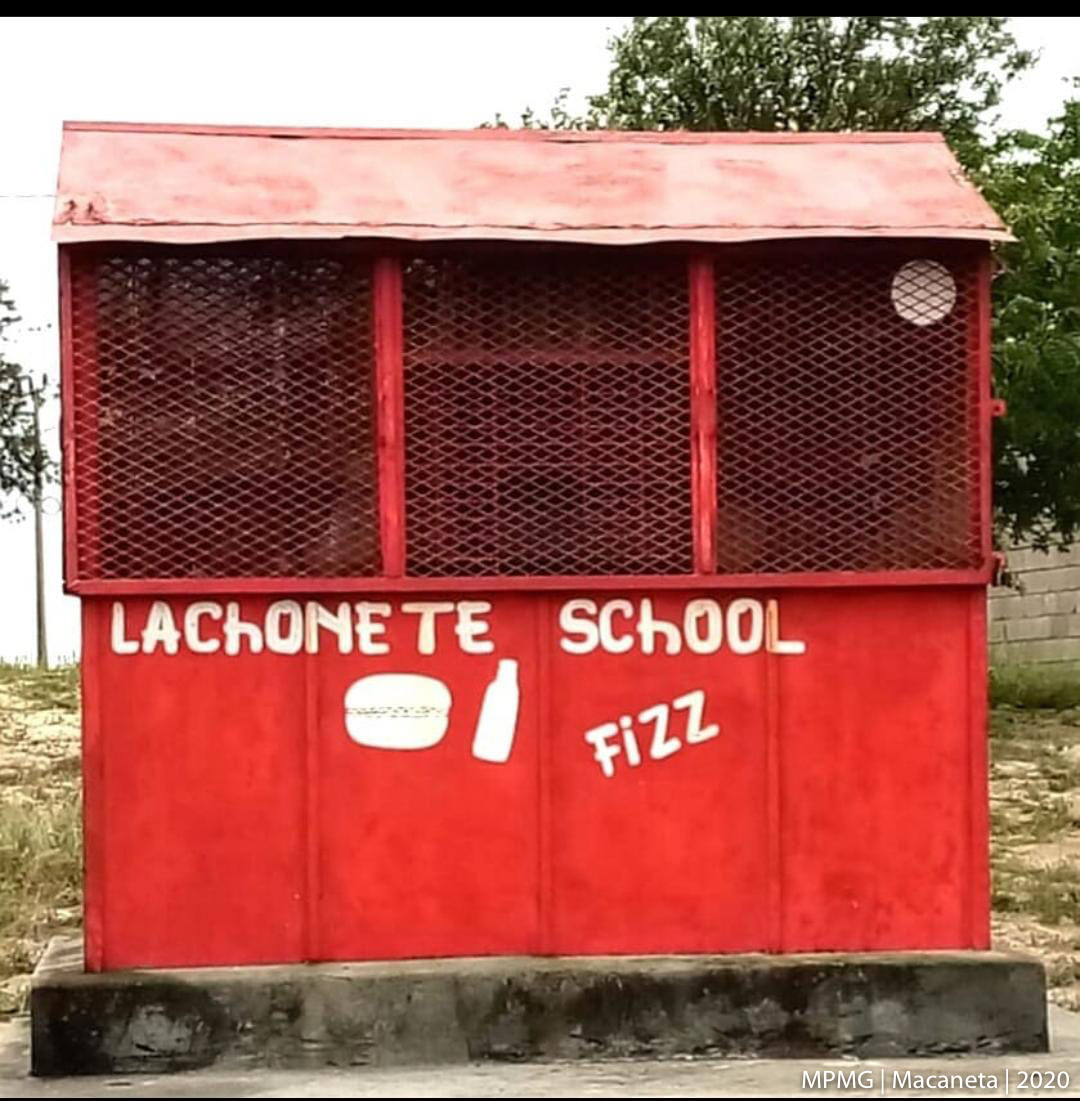 LAChONETE SChOOL
FiZZ
MPMG | Macaneta | 2020